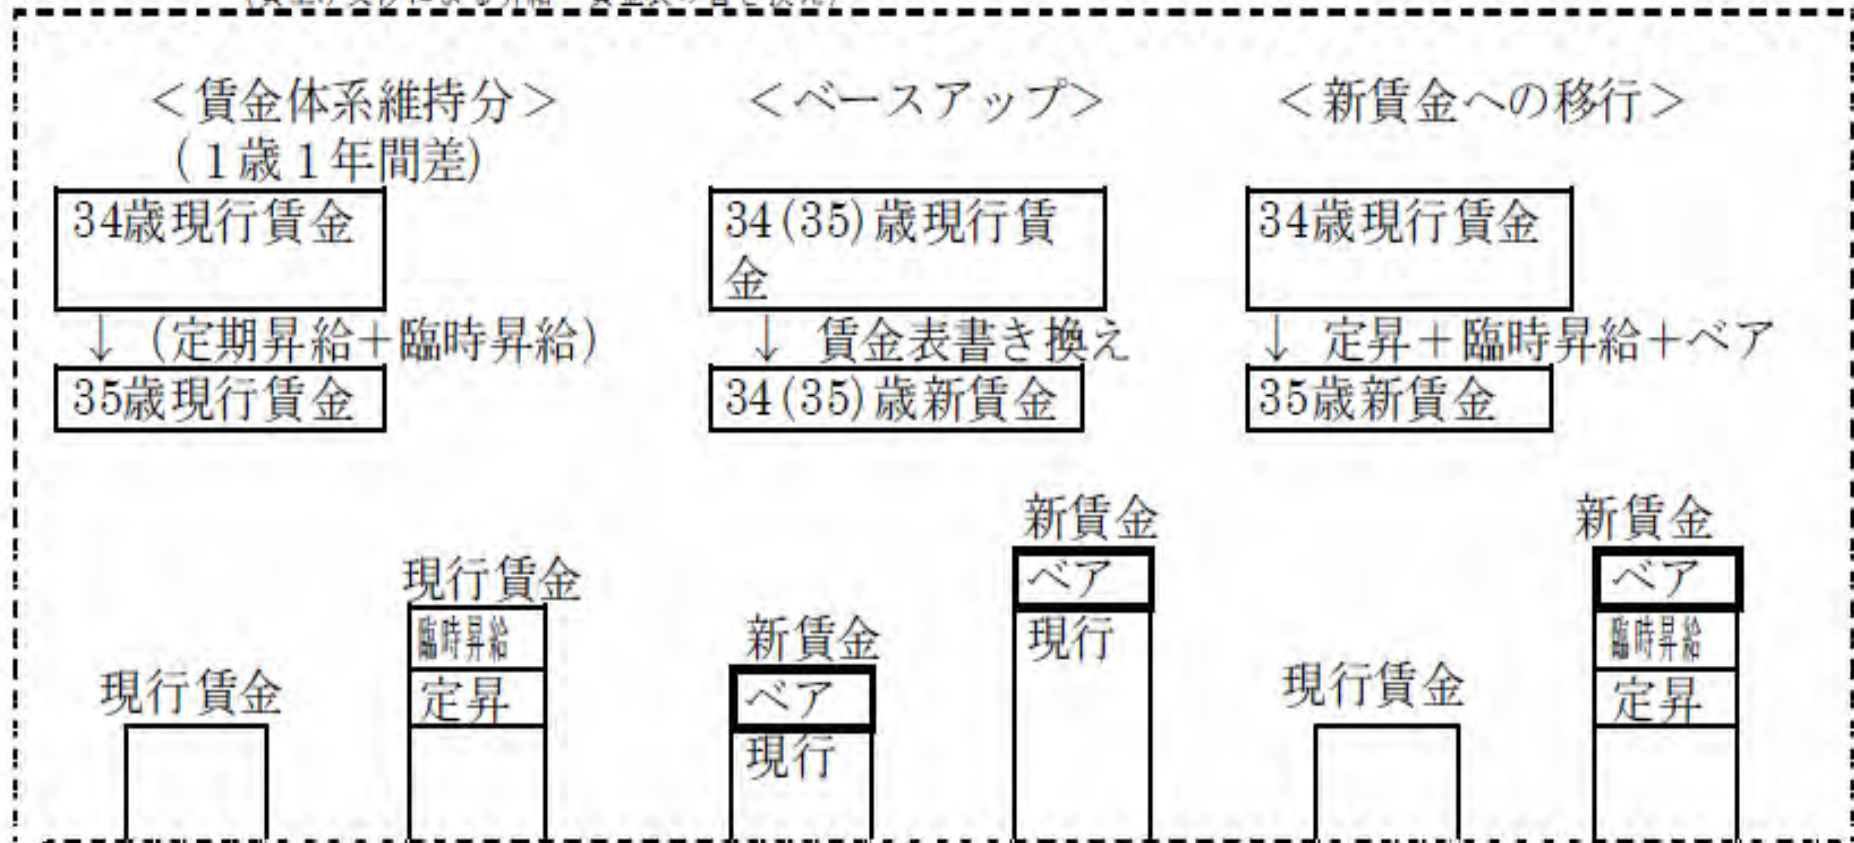 ＜賃金体系維持分＞
(１歳１年間差)
34歳現行賃金
↓ (定期昇給＋臨時昇給)
35歳現行賃金
＜ベースアップ＞
34(35)歳現行賃
金
↓ 賃金表書き換え
34(35)歳新賃金
＜新賃金への移行＞
34歳現行賃金
↓ 定昇＋臨時昇給＋ベア
35歳新賃金
現行賃金
現行賃金
臨時昇給
定昇
新賃金
ベア
現行
新賃金
ベア
現行
現行賃金
新賃金
ベア
臨時昇給
定昇